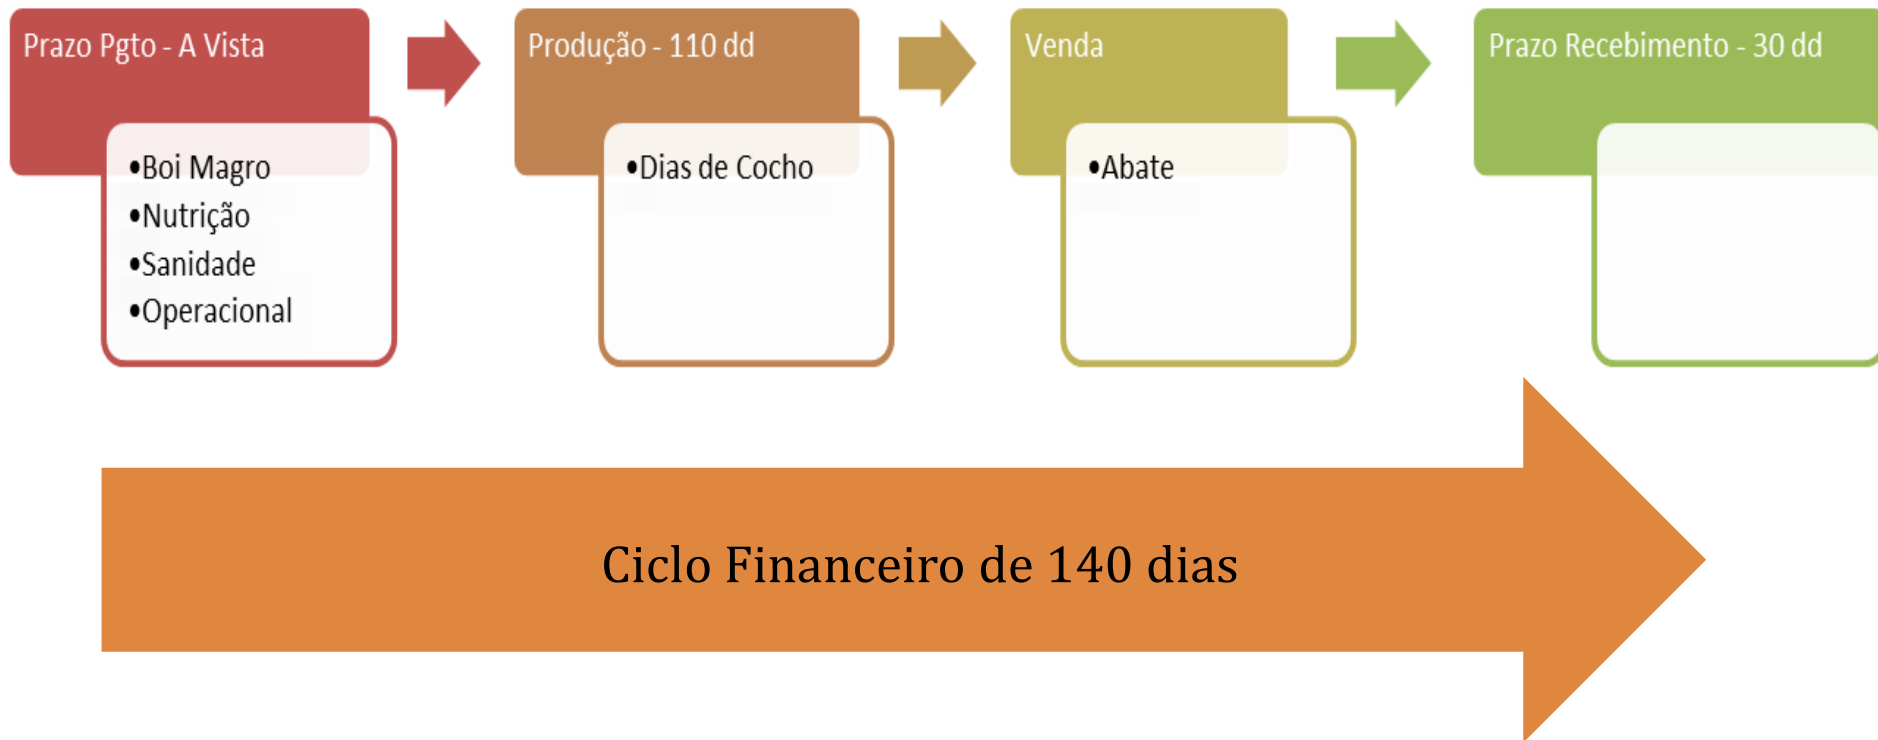 Prazo Pgto - A Vista
•Boi Magro
•Nutrição
•Sanidade
•Operacional
Produção - 110 dd
•Dias de Cocho
Venda
•Abate
Prazo Recebimento - 30 dd
Ciclo Financeiro de 140 dias